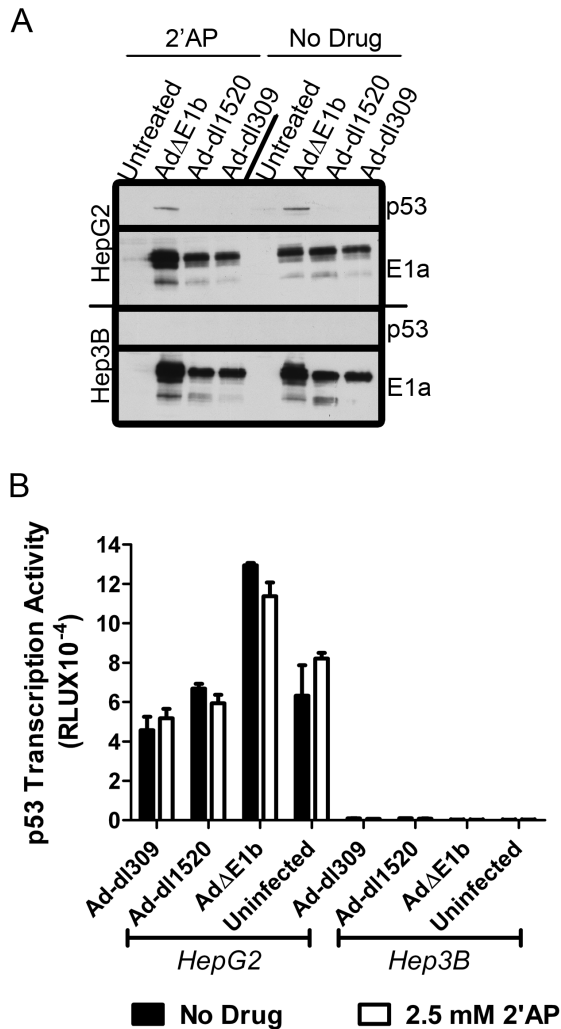 A
2'AP No Drug
Untreated
AdΔE1b
Ad-dl1520
Ad-dl309
Untreated
AdΔE1b
Ad-dl1520
Ad-dl309
HepG2
p53
E1a
Hep3B
p53
E1a
B
p53 Transcription Activity
(RLUX10-4)
14
12
10
8
6
4
2
0
Ad-dl309
Ad-dl1520
AdΔE1b
Uninfected
Ad-dl309
Ad-dl1520
AdΔE1b
Uninfected
HepG2 Hep3B
No Drug 2.5 mM 2'AP